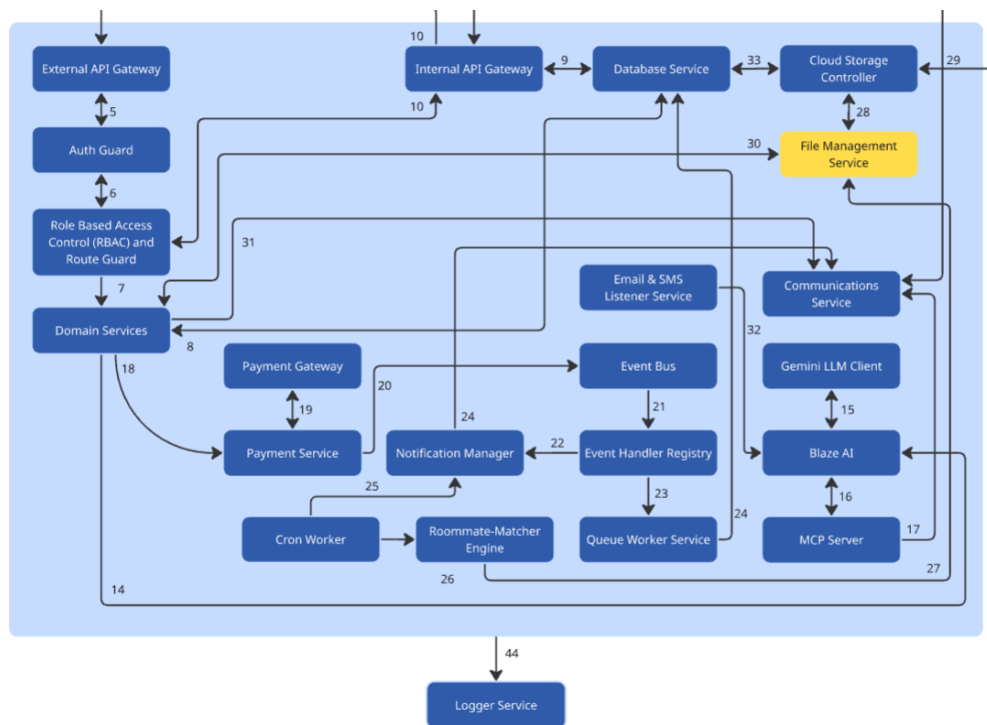 10
External API Gateway
Internal API Gateway
9
Database Service
33
Cloud Storage
Controller
29
5
10
28
Auth Guard
30
File Management
Service
6
Role Based Access
Control (RBAC) and
Route Guard
31
7
24
Email & SMS
Listener Service
Communications
Service
Domain Services
8
32
18
Payment Gateway
20
Event Bus
Gemini LLM Client
19
24
21
15
Payment Service
Notification Manager
22
Event Handler Registry
Blaze AI
25
23
16
Cron Worker
Roommate-Matcher
Engine
Queue Worker Service
24
MCP Server
17
14
26
27
44
Logger Service